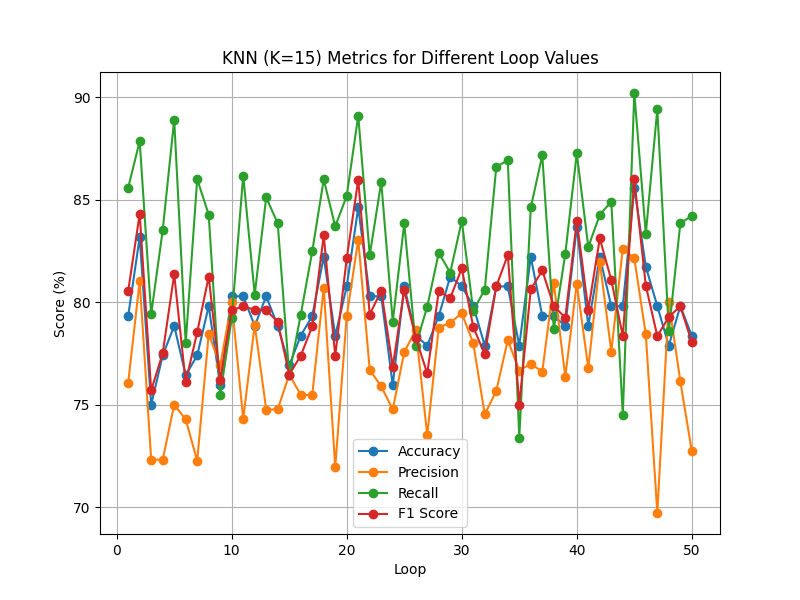 KNN (K=15) Metrics for Different Loop Values
Score (%)
90
85
80
75
70
Accuracy
Precision
Recall
F1 Score
0 10 20 30 40 50
Loop